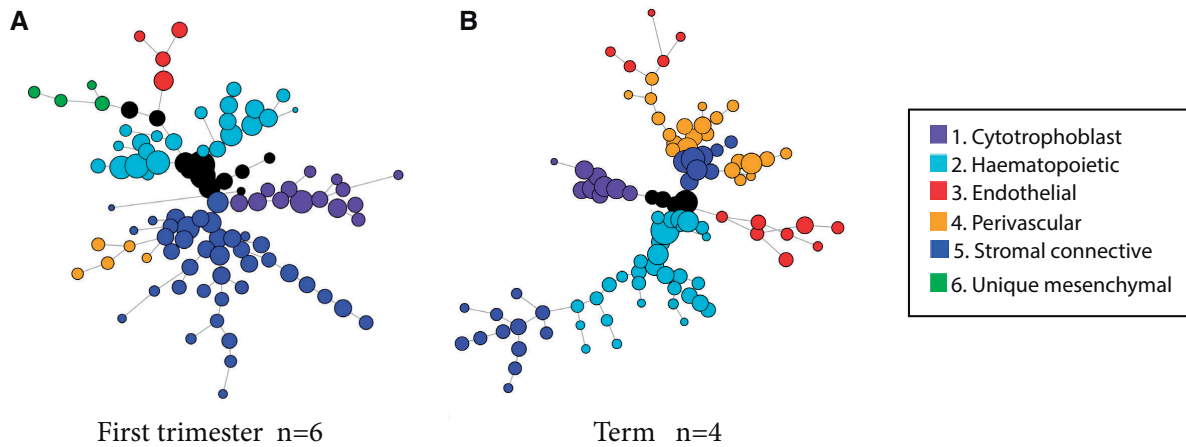 A
B
1. Cytotrophoblast
2. Haematopoietic
3. Endothelial
4. Perivascular
5. Stromal connective
6. Unique mesenchymal
First trimester n=6
Term n=4